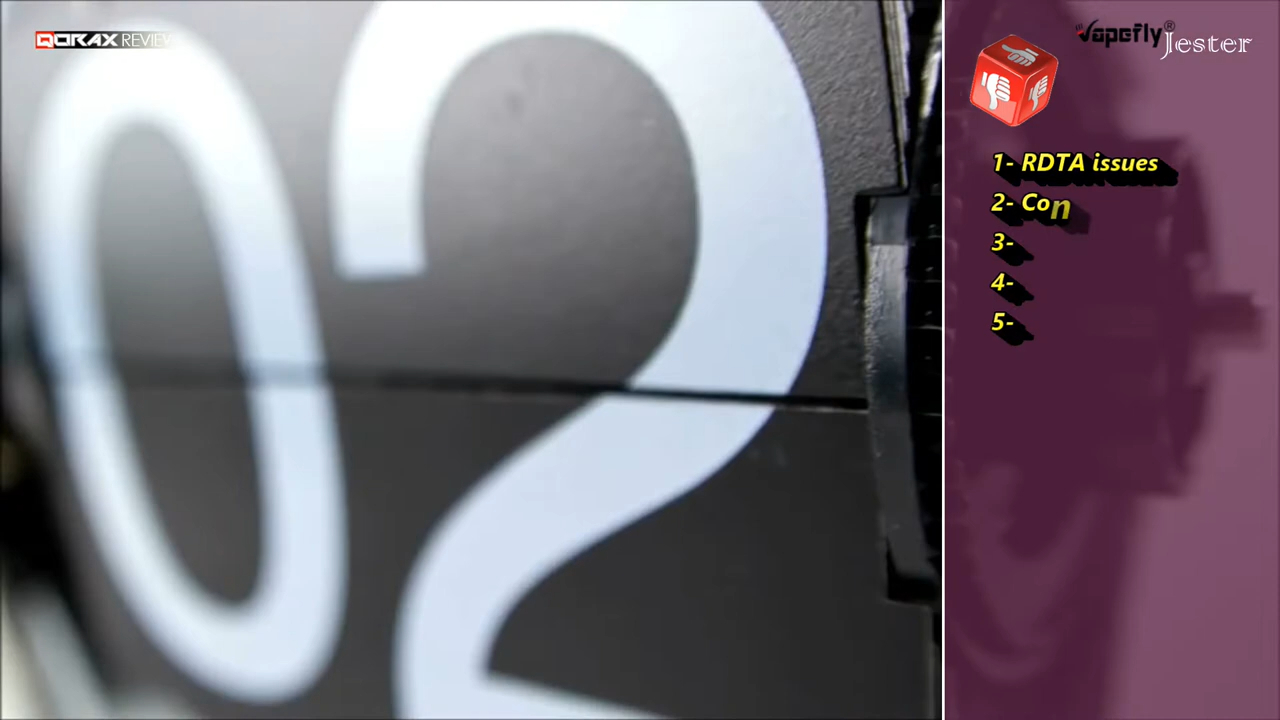 QORAX REVIEW
02
Vapefly®
Jester
1- RDTA issues
2- Con
3-
4-
5-